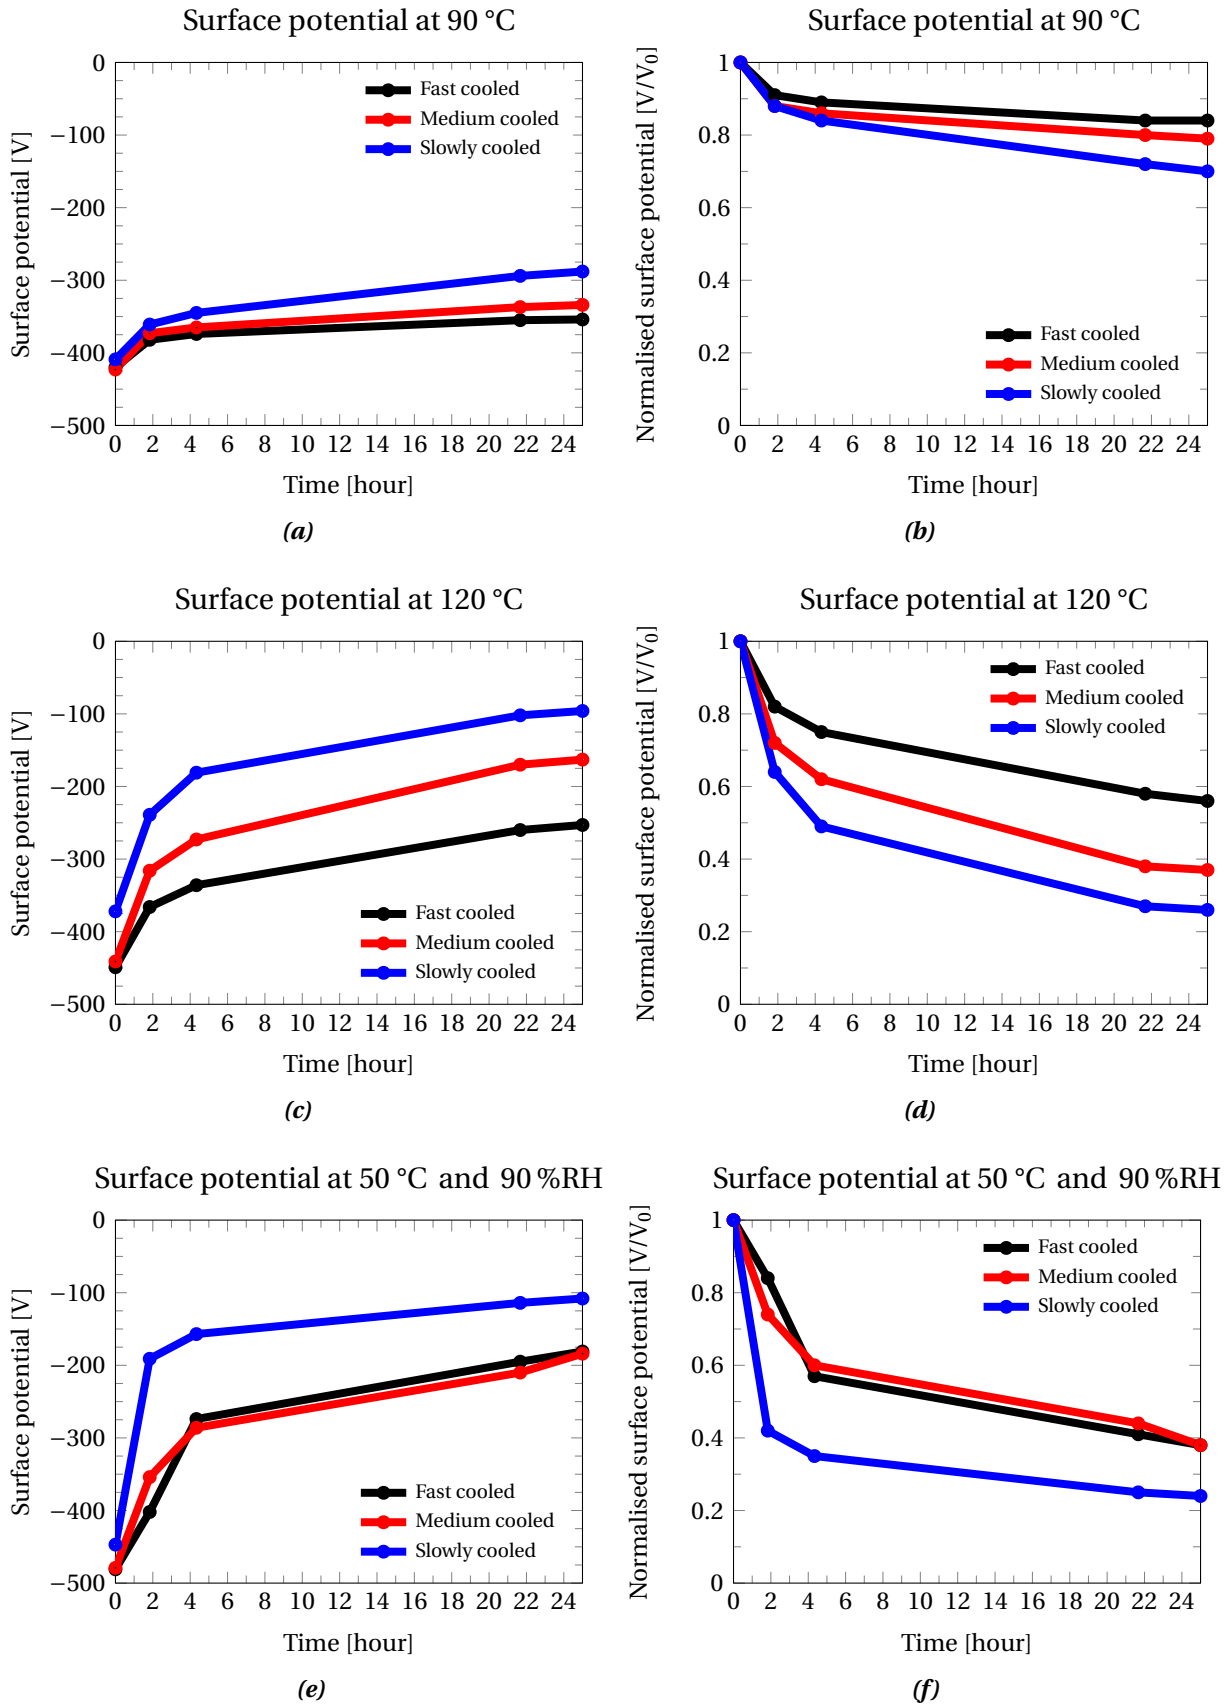 Surface potential at 90 °C
Surface potential [V]
0
−100
−200
−300
−400
−500
Fast cooled
Medium cooled
Slowly cooled
0 2 4 6 8 10 12 14 16 18 20 22 24
Time [hour]
(a)
Surface potential at 90 °C
Normalised surface potential [V/V₀]
1
0.8
0.6
0.4
0.2
0
Fast cooled
Medium cooled
Slowly cooled
0 2 4 6 8 10 12 14 16 18 20 22 24
Time [hour]
(b)
Surface potential at 120 °C
Surface potential [V]
0
−100
−200
−300
−400
−500
Fast cooled
Medium cooled
Slowly cooled
0 2 4 6 8 10 12 14 16 18 20 22 24
Time [hour]
(c)
Surface potential at 120 °C
Normalised surface potential [V/V₀]
1
0.8
0.6
0.4
0.2
0
Fast cooled
Medium cooled
Slowly cooled
0 2 4 6 8 10 12 14 16 18 20 22 24
Time [hour]
(d)
Surface potential at 50 °C and 90 %RH
Surface potential [V]
0
−100
−200
−300
−400
−500
Fast cooled
Medium cooled
Slowly cooled
0 2 4 6 8 10 12 14 16 18 20 22 24
Time [hour]
(e)
Surface potential at 50 °C and 90 %RH
Normalised surface potential [V/V₀]
1
0.8
0.6
0.4
0.2
0
Fast cooled
Medium cooled
Slowly cooled
0 2 4 6 8 10 12 14 16 18 20 22 24
Time [hour]
(f)